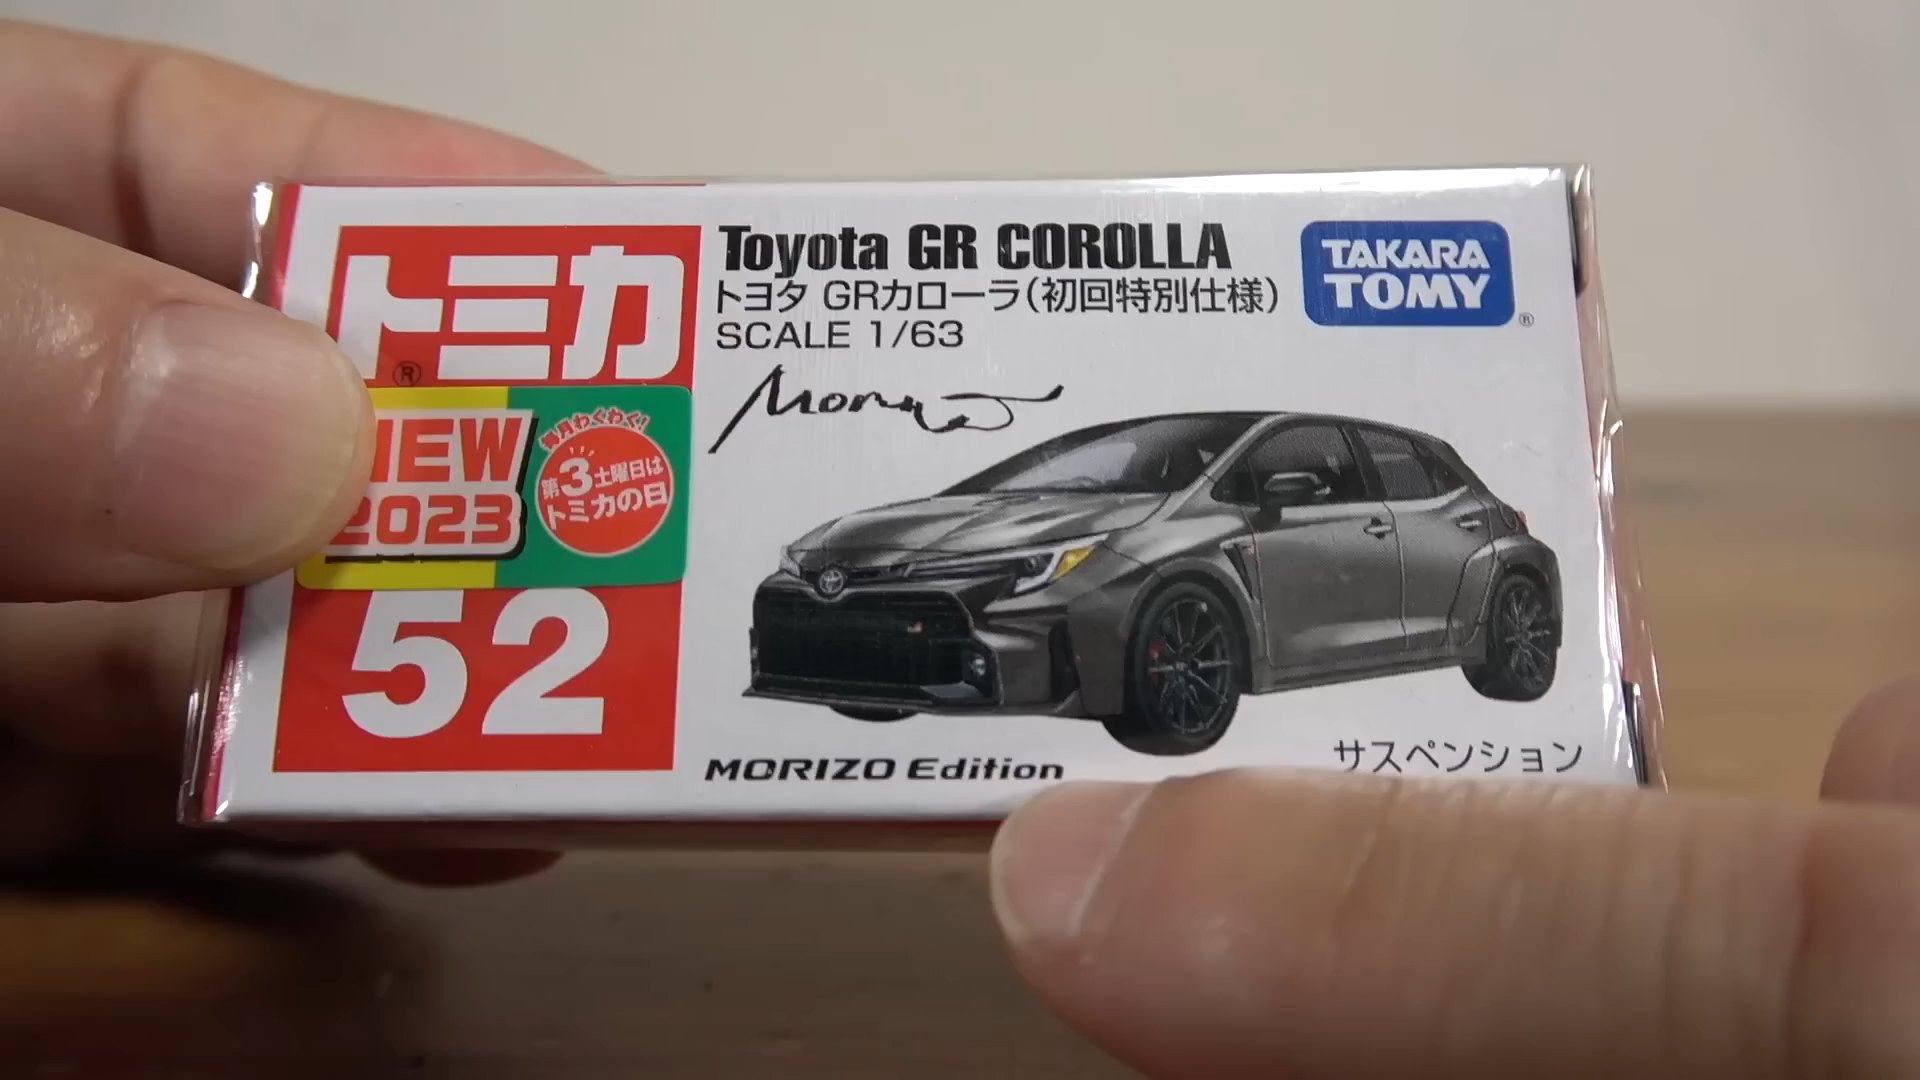 トミカ
®
NEW
2023
毎月わくわく!
第3土曜日は
トミカの日
52
Toyota GR COROLLA
トヨタ GRカローラ(初回特別仕様)
SCALE 1/63
TAKARA
TOMY
®
Morizo
MORIZO Edition
サスペンション